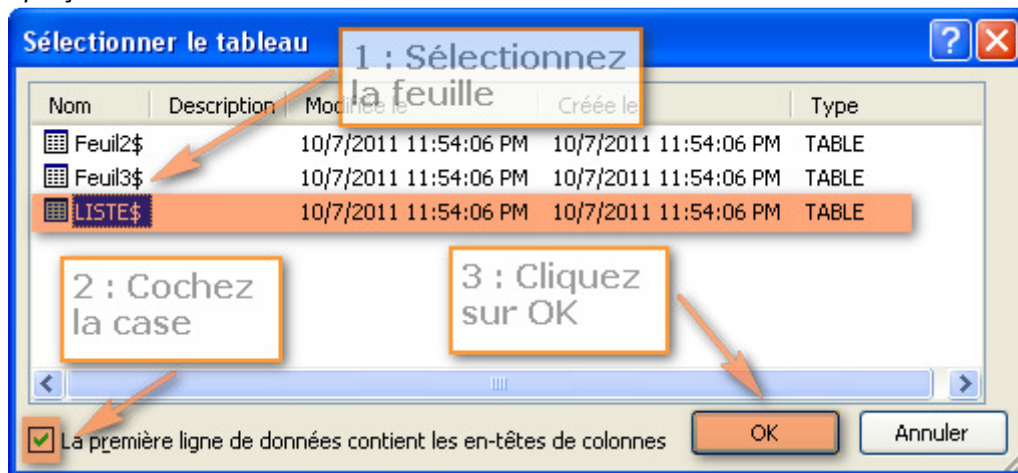 Sélectionner le tableau
1 : Sélectionnez
la feuille
Nom Description Modifiée le Créée le Type
Feuil2$ 10/7/2011 11:54:06 PM 10/7/2011 11:54:06 PM TABLE
Feuil3$ 10/7/2011 11:54:06 PM 10/7/2011 11:54:06 PM TABLE
LISTE$ 10/7/2011 11:54:06 PM 10/7/2011 11:54:06 PM TABLE
2 : Cochez
la case
3 : Cliquez
sur OK
La première ligne de données contient les en-têtes de colonnes
OK
Annuler